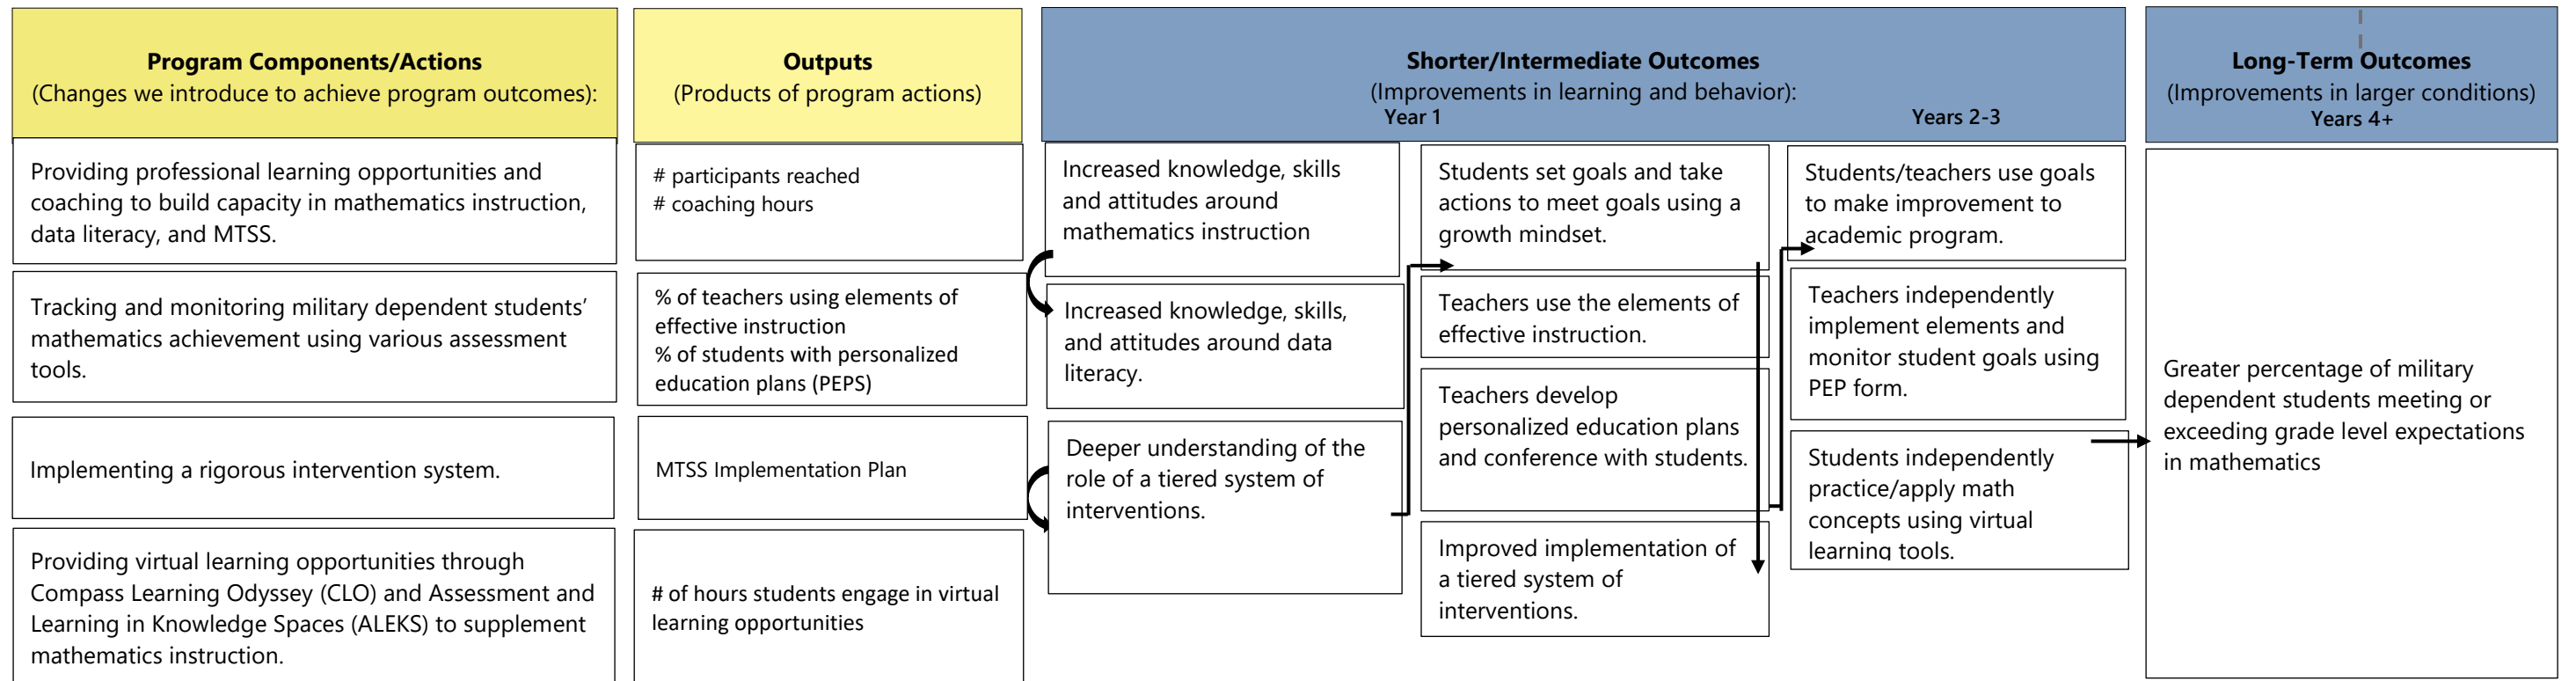 Program Components/Actions
(Changes we introduce to achieve program outcomes):
Providing professional learning opportunities and
coaching to build capacity in mathematics instruction,
data literacy, and MTSS.
Tracking and monitoring military dependent students’
mathematics achievement using various assessment
tools.
Implementing a rigorous intervention system.
Providing virtual learning opportunities through
Compass Learning Odyssey (CLO) and Assessment and
Learning in Knowledge Spaces (ALEKS) to supplement
mathematics instruction.
Outputs
(Products of program actions)
# participants reached
# coaching hours
% of teachers using elements of
effective instruction
% of students with personalized
education plans (PEPS)
MTSS Implementation Plan
# of hours students engage in virtual
learning opportunities
Shorter/Intermediate Outcomes
(Improvements in learning and behavior):
Year 1
Years 2-3
Increased knowledge, skills
and attitudes around
mathematics instruction
Increased knowledge, skills,
and attitudes around data
literacy.
Deeper understanding of the
role of a tiered system of
interventions.
Students set goals and take
actions to meet goals using a
growth mindset.
Teachers use the elements of
effective instruction.
Teachers develop
personalized education plans
and conference with students.
Improved implementation of
a tiered system of
interventions.
Students/teachers use goals
to make improvement to
academic program.
Teachers independently
implement elements and
monitor student goals using
PEP form.
Students independently
practice/apply math
concepts using virtual
learning tools.
Long-Term Outcomes
(Improvements in larger conditions)
Years 4+
Greater percentage of military
dependent students meeting or
exceeding grade level expectations
in mathematics